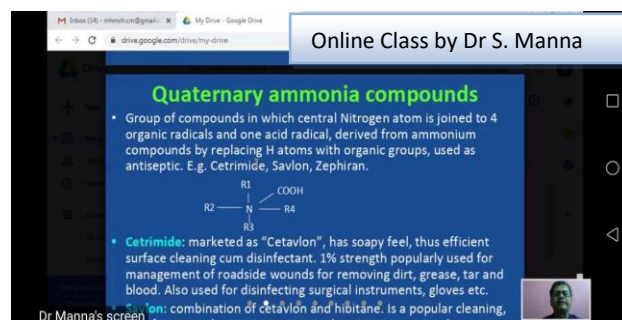 Inbox (14) - mhmch.cm@gmail.c
My Drive - Google Drive
Online Class by Dr S. Manna
drive.google.com/drive/my-drive
Quaternary ammonia compounds
• Group of compounds in which central Nitrogen atom is joined to 4
organic radicals and one acid radical, derived from ammonium
compounds by replacing H atoms with organic groups, used as
antiseptic. E.g. Cetrimide, Savlon, Zephiran.
R1
COOH
R2 N R4
R3
• Cetrimide: marketed as "Cetavlon", has soapy feel, thus efficient
surface cleaning cum disinfectant. 1% strength popularly used for
management of roadside wounds for removing dirt, grease, tar and
blood. Also used for disinfecting surgical instruments, gloves etc.
combination of cetavlon and hibitane. Is a popular cleaning,
Dr Manna's screen